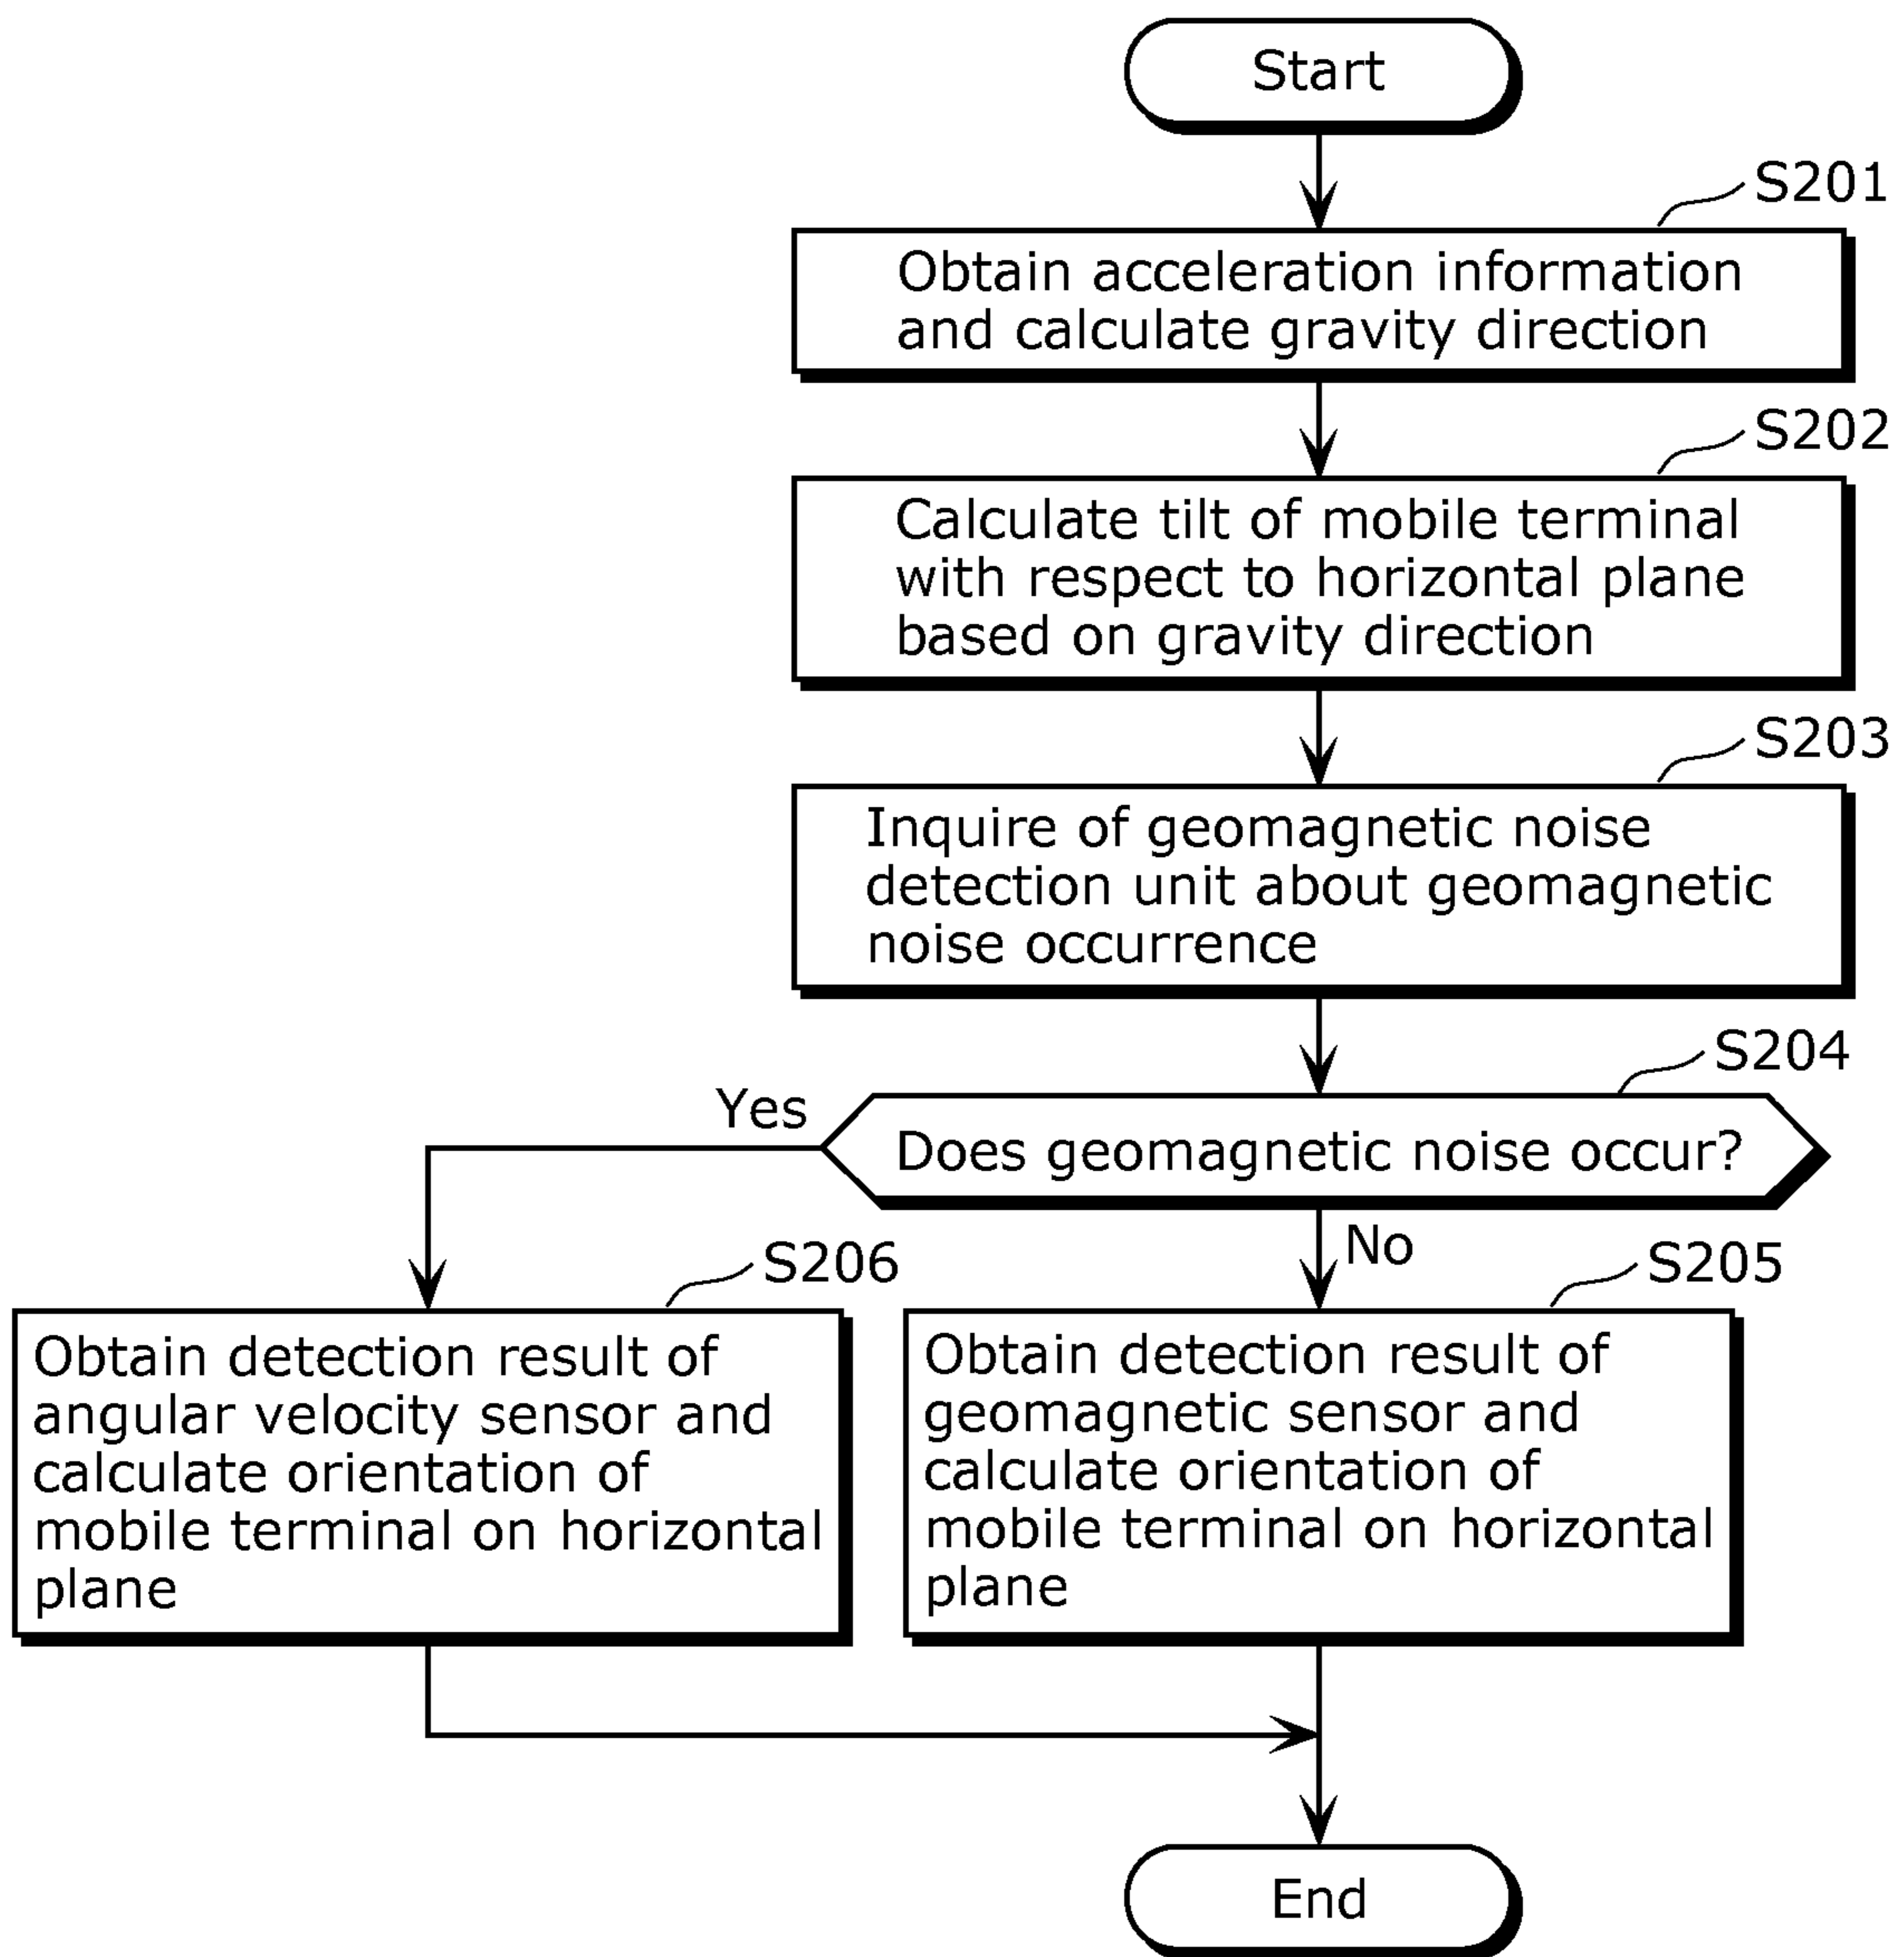 Start
S201
Obtain acceleration information
and calculate gravity direction
S202
Calculate tilt of mobile terminal
with respect to horizontal plane
based on gravity direction
S203
Inquire of geomagnetic noise
detection unit about geomagnetic
noise occurrence
S204
Yes
Does geomagnetic noise occur?
No
S206
Obtain detection result of
angular velocity sensor and
calculate orientation of
mobile terminal on horizontal
plane
S205
Obtain detection result of
geomagnetic sensor and
calculate orientation of
mobile terminal on horizontal
plane
End